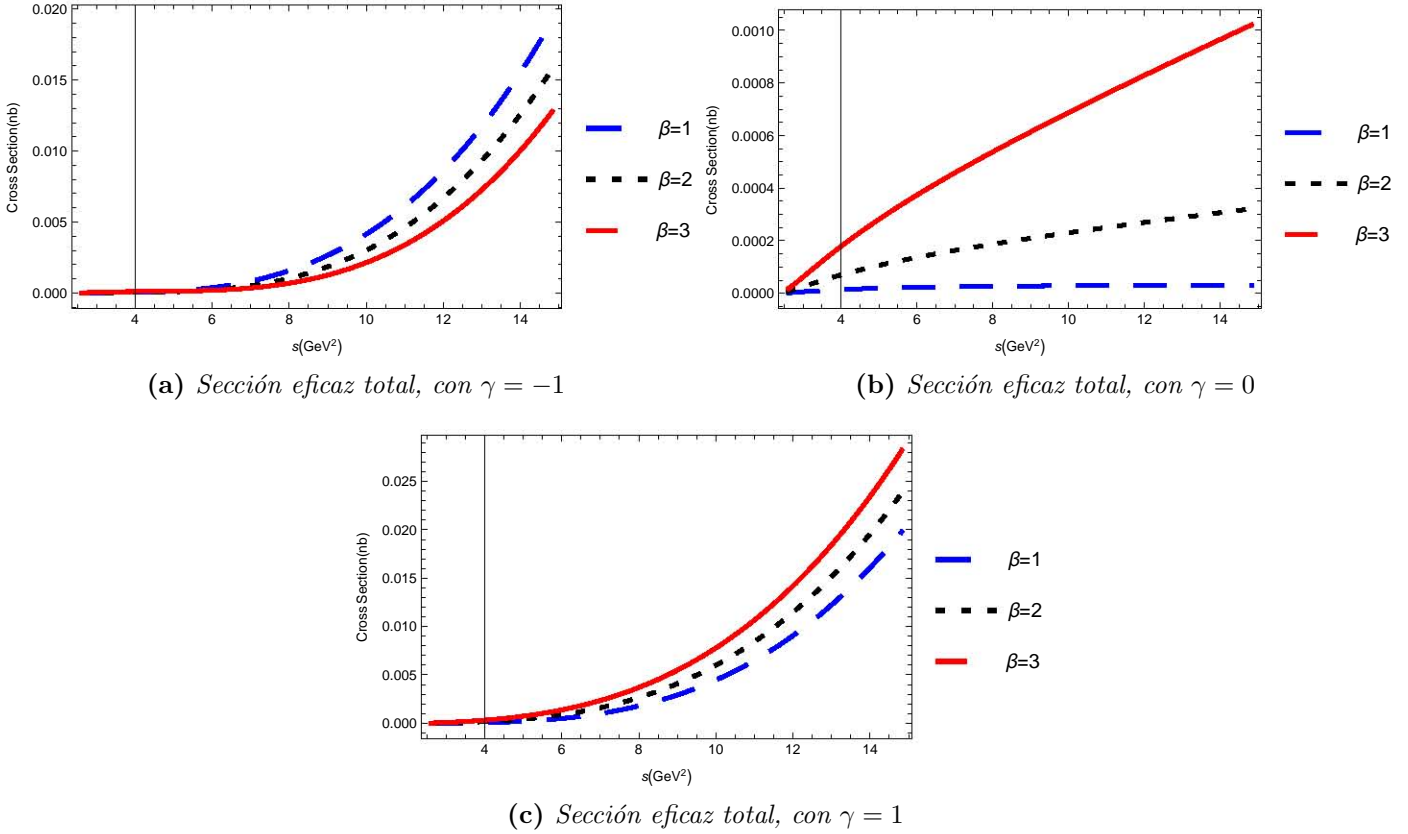 0.020
0.015
0.010
0.005
0.000
Cross Section(nb)
4 6 8 10 12 14
s(GeV²)
β=1
β=2
β=3
(a) Sección eficaz total, con γ = −1
0.0010
0.0008
0.0006
0.0004
0.0002
0.0000
Cross Section(nb)
4 6 8 10 12 14
s(GeV²)
β=1
β=2
β=3
(b) Sección eficaz total, con γ = 0
0.025
0.020
0.015
0.010
0.005
0.000
Cross Section(nb)
4 6 8 10 12 14
s(GeV²)
β=1
β=2
β=3
(c) Sección eficaz total, con γ = 1